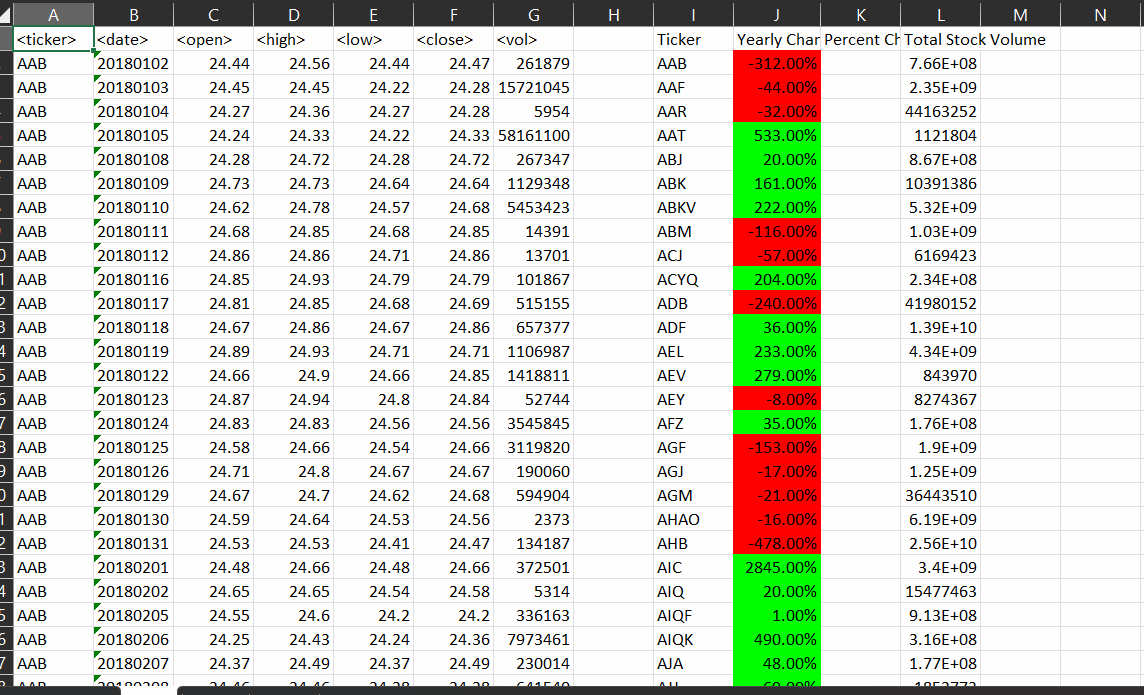 A B C D E F G H I J K L M N
<ticker> <date> <open> <high> <low> <close> <vol> Ticker Yearly Char Percent Ch Total Stock Volume
AAB 20180102 24.44 24.56 24.44 24.47 261879 AAB -312.00% 7.66E+08
AAB 20180103 24.45 24.45 24.22 24.28 15721045 AAF -44.00% 2.35E+09
AAB 20180104 24.27 24.36 24.27 24.28 5954 AAR -32.00% 44163252
AAB 20180105 24.24 24.33 24.22 24.33 58161100 AAT 533.00% 1121804
AAB 20180108 24.28 24.72 24.28 24.72 267347 ABJ 20.00% 8.67E+08
AAB 20180109 24.73 24.73 24.64 24.64 1129348 ABK 161.00% 10391386
AAB 20180110 24.62 24.78 24.57 24.68 5453423 ABKV 222.00% 5.32E+09
AAB 20180111 24.68 24.85 24.68 24.85 14391 ABM -116.00% 1.03E+09
AAB 20180112 24.86 24.86 24.71 24.86 13701 ACJ -57.00% 6169423
AAB 20180116 24.85 24.93 24.79 24.79 101867 ACYQ 204.00% 2.34E+08
AAB 20180117 24.81 24.85 24.68 24.69 515155 ADB -240.00% 41980152
AAB 20180118 24.67 24.86 24.67 24.86 657377 ADF 36.00% 1.39E+10
AAB 20180119 24.89 24.93 24.71 24.71 1106987 AEL 233.00% 4.34E+09
AAB 20180122 24.66 24.9 24.66 24.85 1418811 AEV 279.00% 843970
AAB 20180123 24.87 24.94 24.8 24.84 52744 AEY -8.00% 8274367
AAB 20180124 24.83 24.83 24.56 24.56 3545845 AFZ 35.00% 1.76E+08
AAB 20180125 24.58 24.66 24.54 24.66 3119820 AGF -153.00% 1.9E+09
AAB 20180126 24.71 24.8 24.67 24.67 190060 AGJ -17.00% 1.25E+09
AAB 20180129 24.67 24.7 24.62 24.68 594904 AGM -21.00% 36443510
AAB 20180130 24.59 24.64 24.53 24.56 2373 AHAO -16.00% 6.19E+09
AAB 20180131 24.53 24.53 24.41 24.47 134187 AHB -478.00% 2.56E+10
AAB 20180201 24.48 24.66 24.48 24.66 372501 AIC 2845.00% 3.4E+09
AAB 20180202 24.65 24.65 24.54 24.58 5314 AIQ 20.00% 15477463
AAB 20180205 24.55 24.6 24.2 24.2 336163 AIQF 1.00% 9.13E+08
AAB 20180206 24.25 24.43 24.24 24.36 7973461 AIQK 490.00% 3.16E+08
AAB 20180207 24.37 24.49 24.37 24.49 230014 AJA 48.00% 1.77E+08